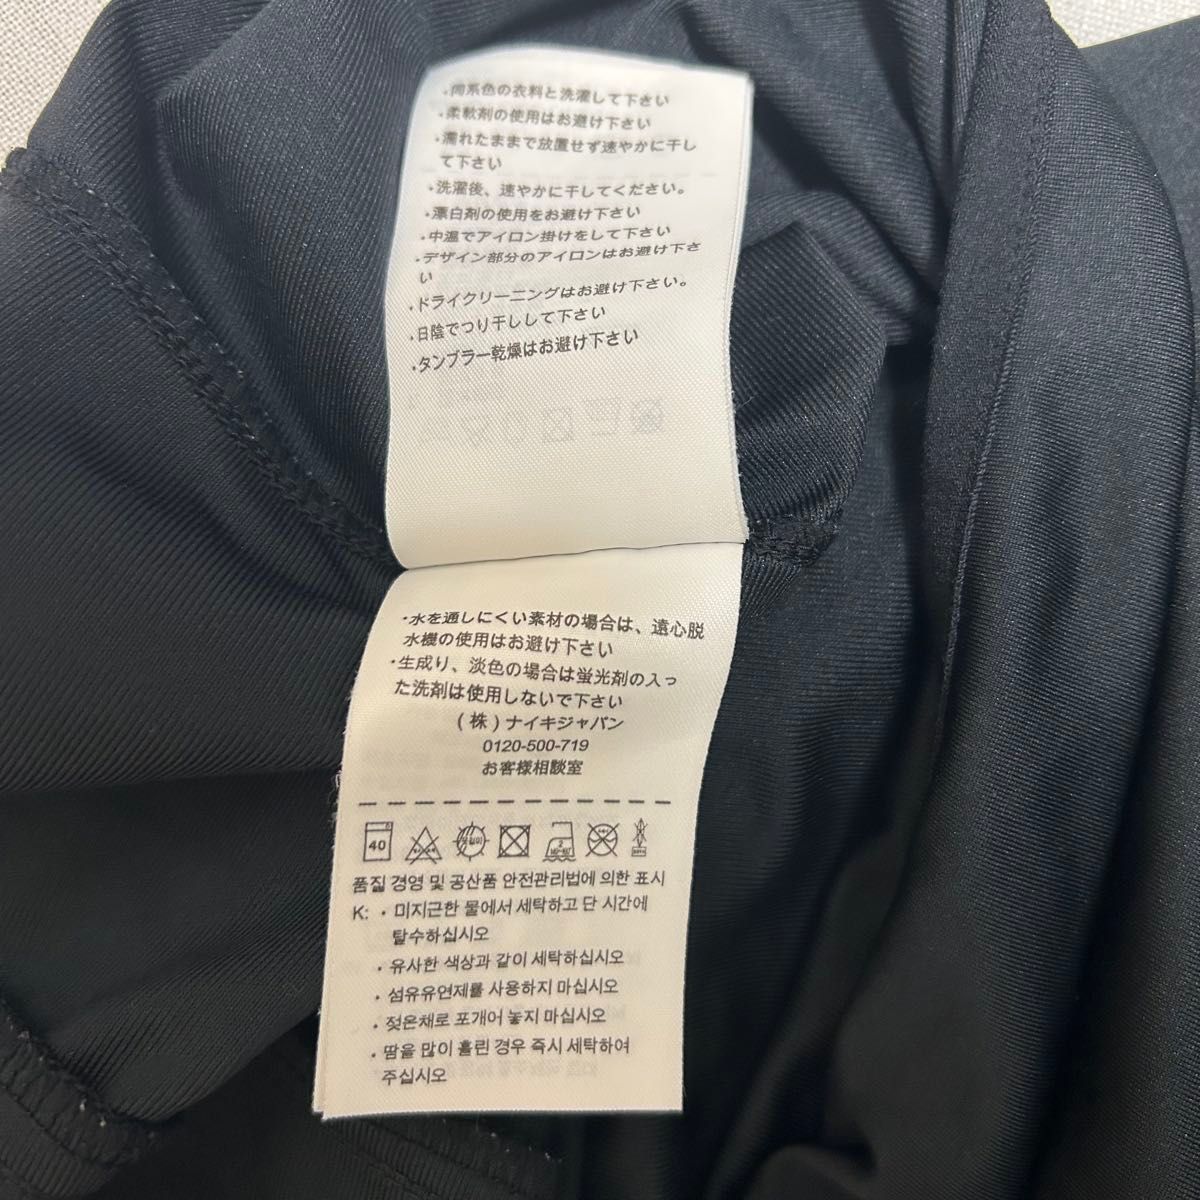 ・同系色の衣料と洗濯して下さい
・柔軟剤の使用はお避け下さい
・濡れたままで放置せず速やかに干し
て下さい
・洗濯後、速やかに干してください。
・漂白剤の使用をお避け下さい
・中温でアイロン掛けをして下さい
・デザイン部分のアイロンはお避け下さ
い
・ドライクリーニングはお避け下さい。
・日陰でつり干しして下さい
・タンブラー乾燥はお避け下さい
・水を通しにくい素材の場合は、遠心脱
水機の使用はお避け下さい
・生成り、淡色の場合は蛍光剤の入っ
た洗剤は使用しないで下さい
(株)ナイキジャパン
0120-500-719
お客様相談室
40
품질 경영 및 공산품 안전관리법에 의한 표시
K: • 미지근한 물에서 세탁하고 단 시간에
탈수하십시오
• 유사한 색상과 같이 세탁하십시오
• 섬유유연제를 사용하지 마십시오
• 젖은채로 포개어 놓지 마십시오
• 땀을 많이 흘린 경우 즉시 세탁하여
주십시오